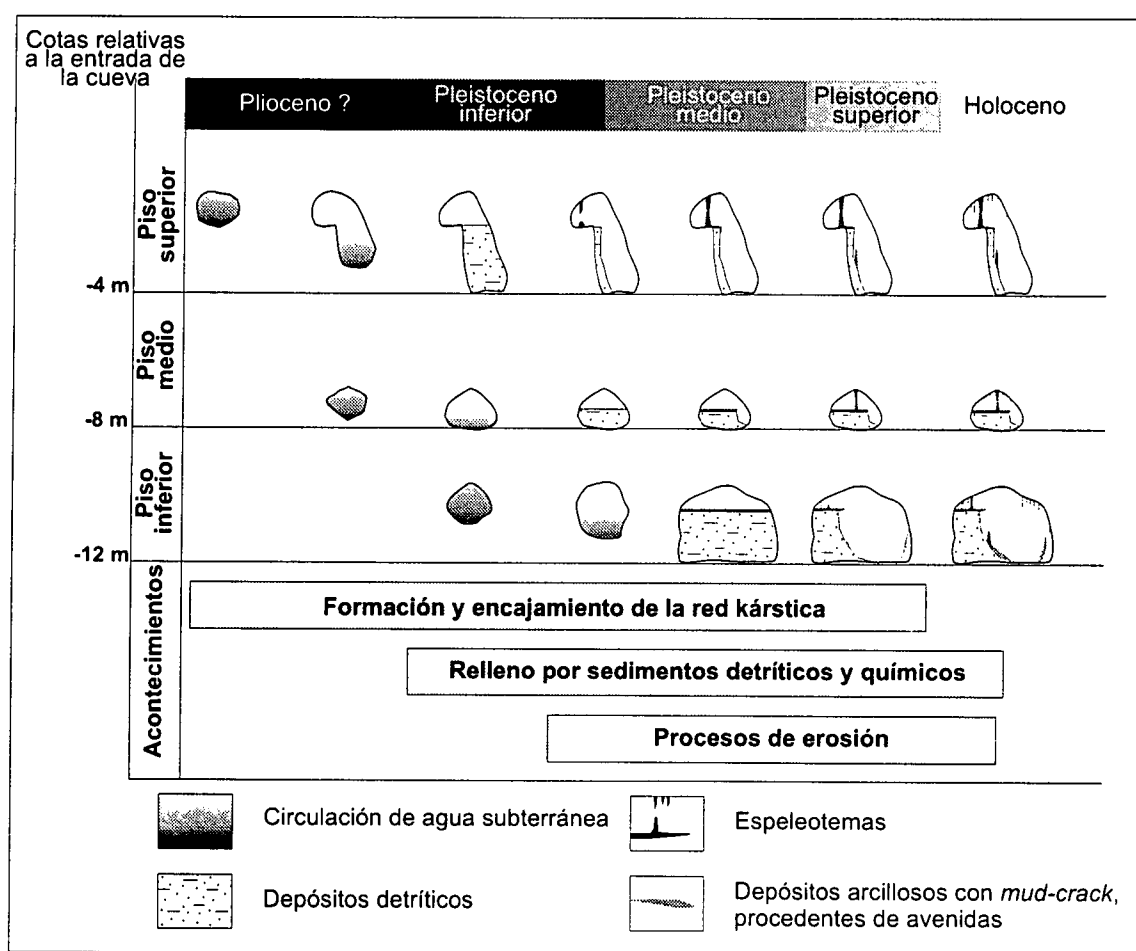 Cotas relativas
a la entrada de
la cueva
Plioceno ?
Pleistoceno
inferior
Pleistoceno
medio
Pleistoceno
superior
Holoceno
Piso
superior
-4 m
Piso
medio
-8 m
Piso
inferior
-12 m
Acontecimientos
Formación y encajamiento de la red kárstica
Relleno por sedimentos detríticos y químicos
Procesos de erosión
Circulación de agua subterránea
Espeleotemas
Depósitos detríticos
Depósitos arcillosos con mud-crack,
procedentes de avenidas